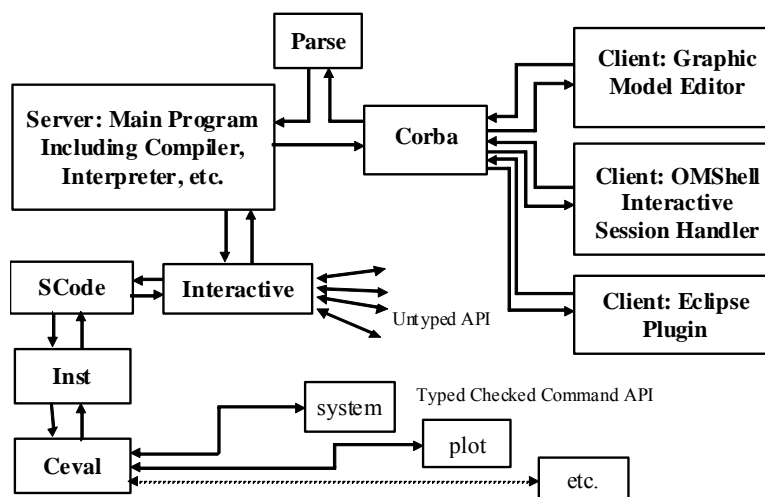 Parse
Client: Graphic
Model Editor
Server: Main Program
Including Compiler,
Interpreter, etc.
Corba
Client: OMShell
Interactive
Session Handler
SCode
Interactive
Untyped API
Client: Eclipse
Plugin
Inst
system
Typed Checked Command API
plot
Ceval
etc.